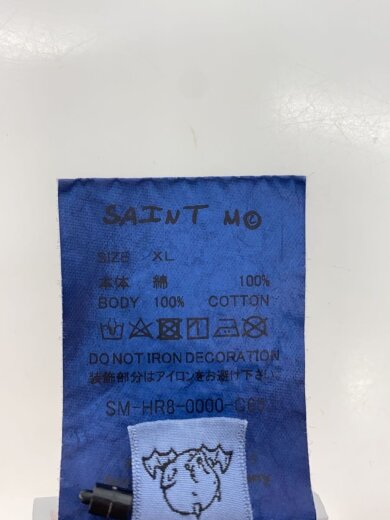 SAINT M©
SIZE XL
本体 綿 100%
BODY 100% COTTON
DO NOT IRON DECORATION
装飾部分はアイロンをお避け下さい